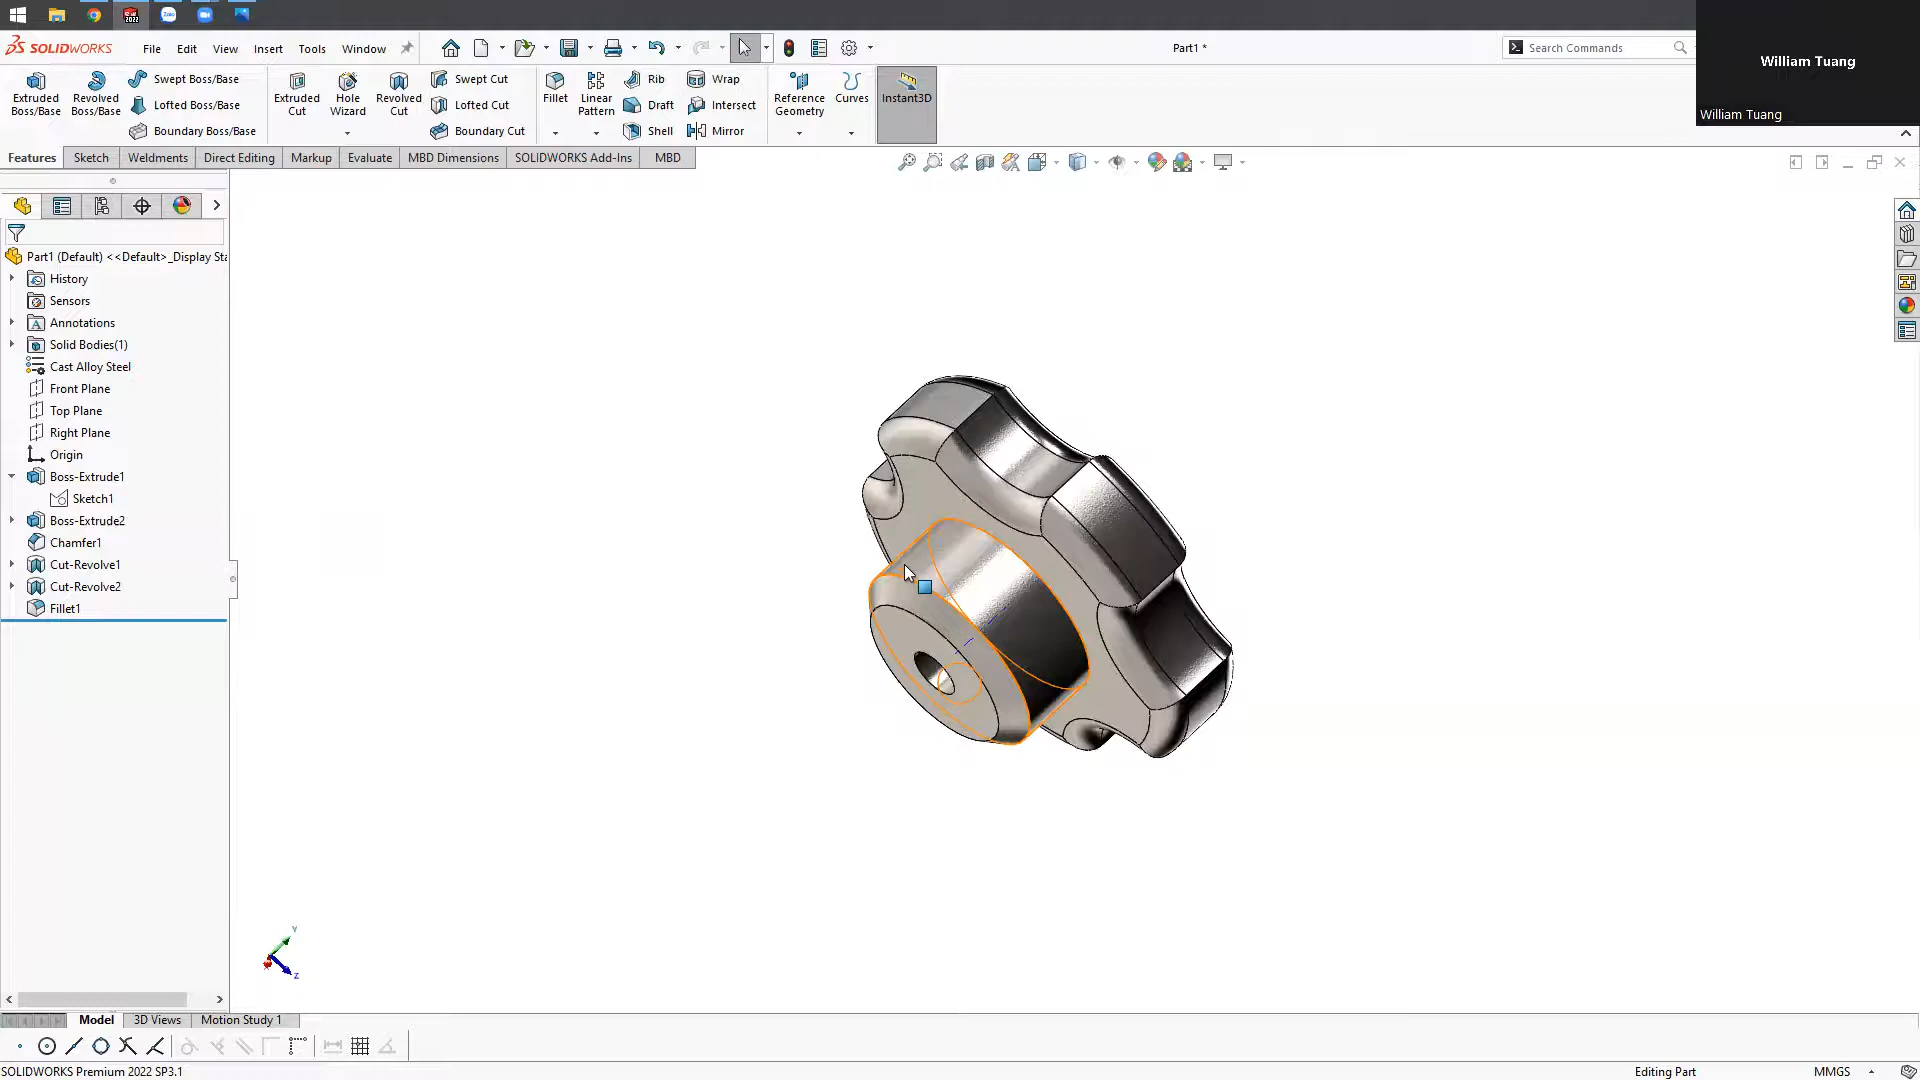 SOLIDWORKS File Edit View Insert Tools Window Part1 * Search Commands
William Tuang
William Tuang
Extruded Boss/Base Revolved Boss/Base Swept Boss/Base Lofted Boss/Base Boundary Boss/Base Extruded Cut Hole Wizard Revolved Cut Swept Cut Lofted Cut Boundary Cut Fillet Linear Pattern Rib Draft Shell Wrap Intersect Mirror Reference Geometry Curves Instant3D
Features Sketch Weldments Direct Editing Markup Evaluate MBD Dimensions SOLIDWORKS Add-Ins MBD
Part1 (Default) <<Default>_Display Sta
History
Sensors
Annotations
Solid Bodies(1)
Cast Alloy Steel
Front Plane
Top Plane
Right Plane
Origin
Boss-Extrude1
Sketch1
Boss-Extrude2
Chamfer1
Cut-Revolve1
Cut-Revolve2
Fillet1
Y
Z
Model 3D Views Motion Study 1
SOLIDWORKS Premium 2022 SP3.1 Editing Part MMGS